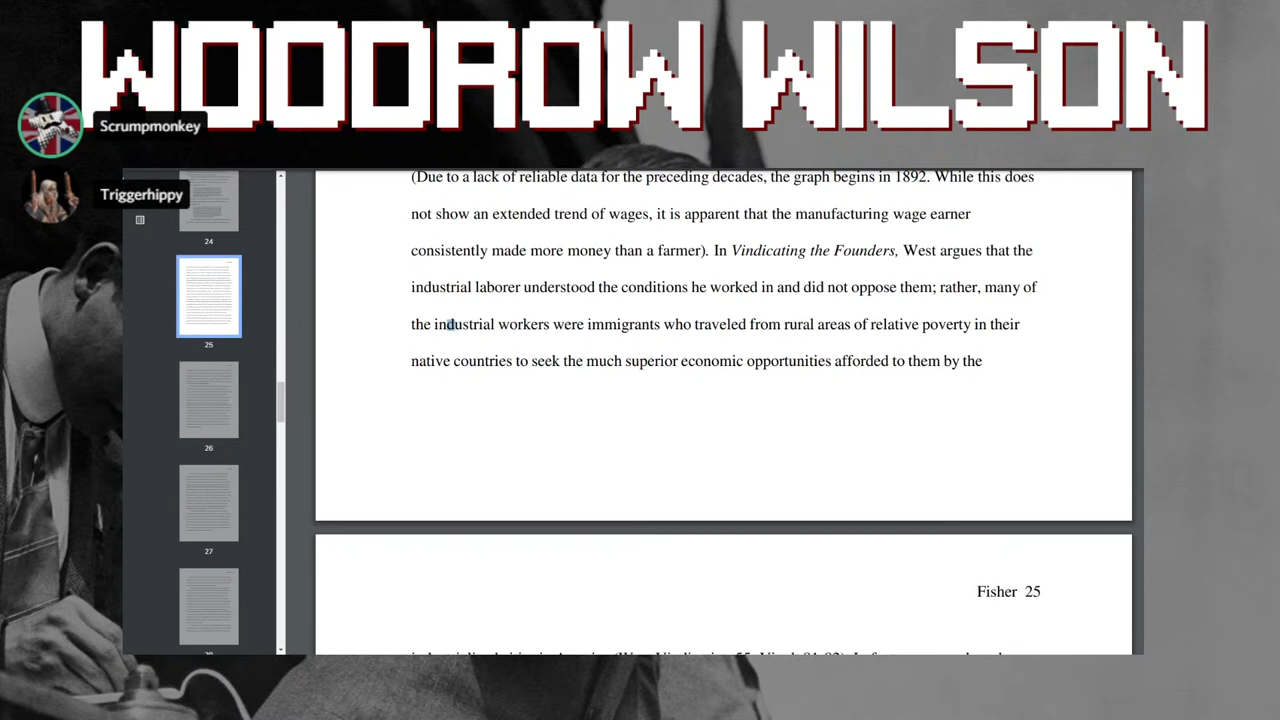 WOODROW WILSON
Scrumpmonkey
Triggerhippy
24
25
26
27
(Due to a lack of reliable data for the preceding decades, the graph begins in 1892. While this does
not show an extended trend of wages, it is apparent that the manufacturing wage earner
consistently made more money than a farmer). In Vindicating the Founders, West argues that the
industrial laborer understood the conditions he worked in and did not oppose them; rather, many of
the industrial workers were immigrants who traveled from rural areas of relative poverty in their
native countries to seek the much superior economic opportunities afforded to them by the
Fisher 25